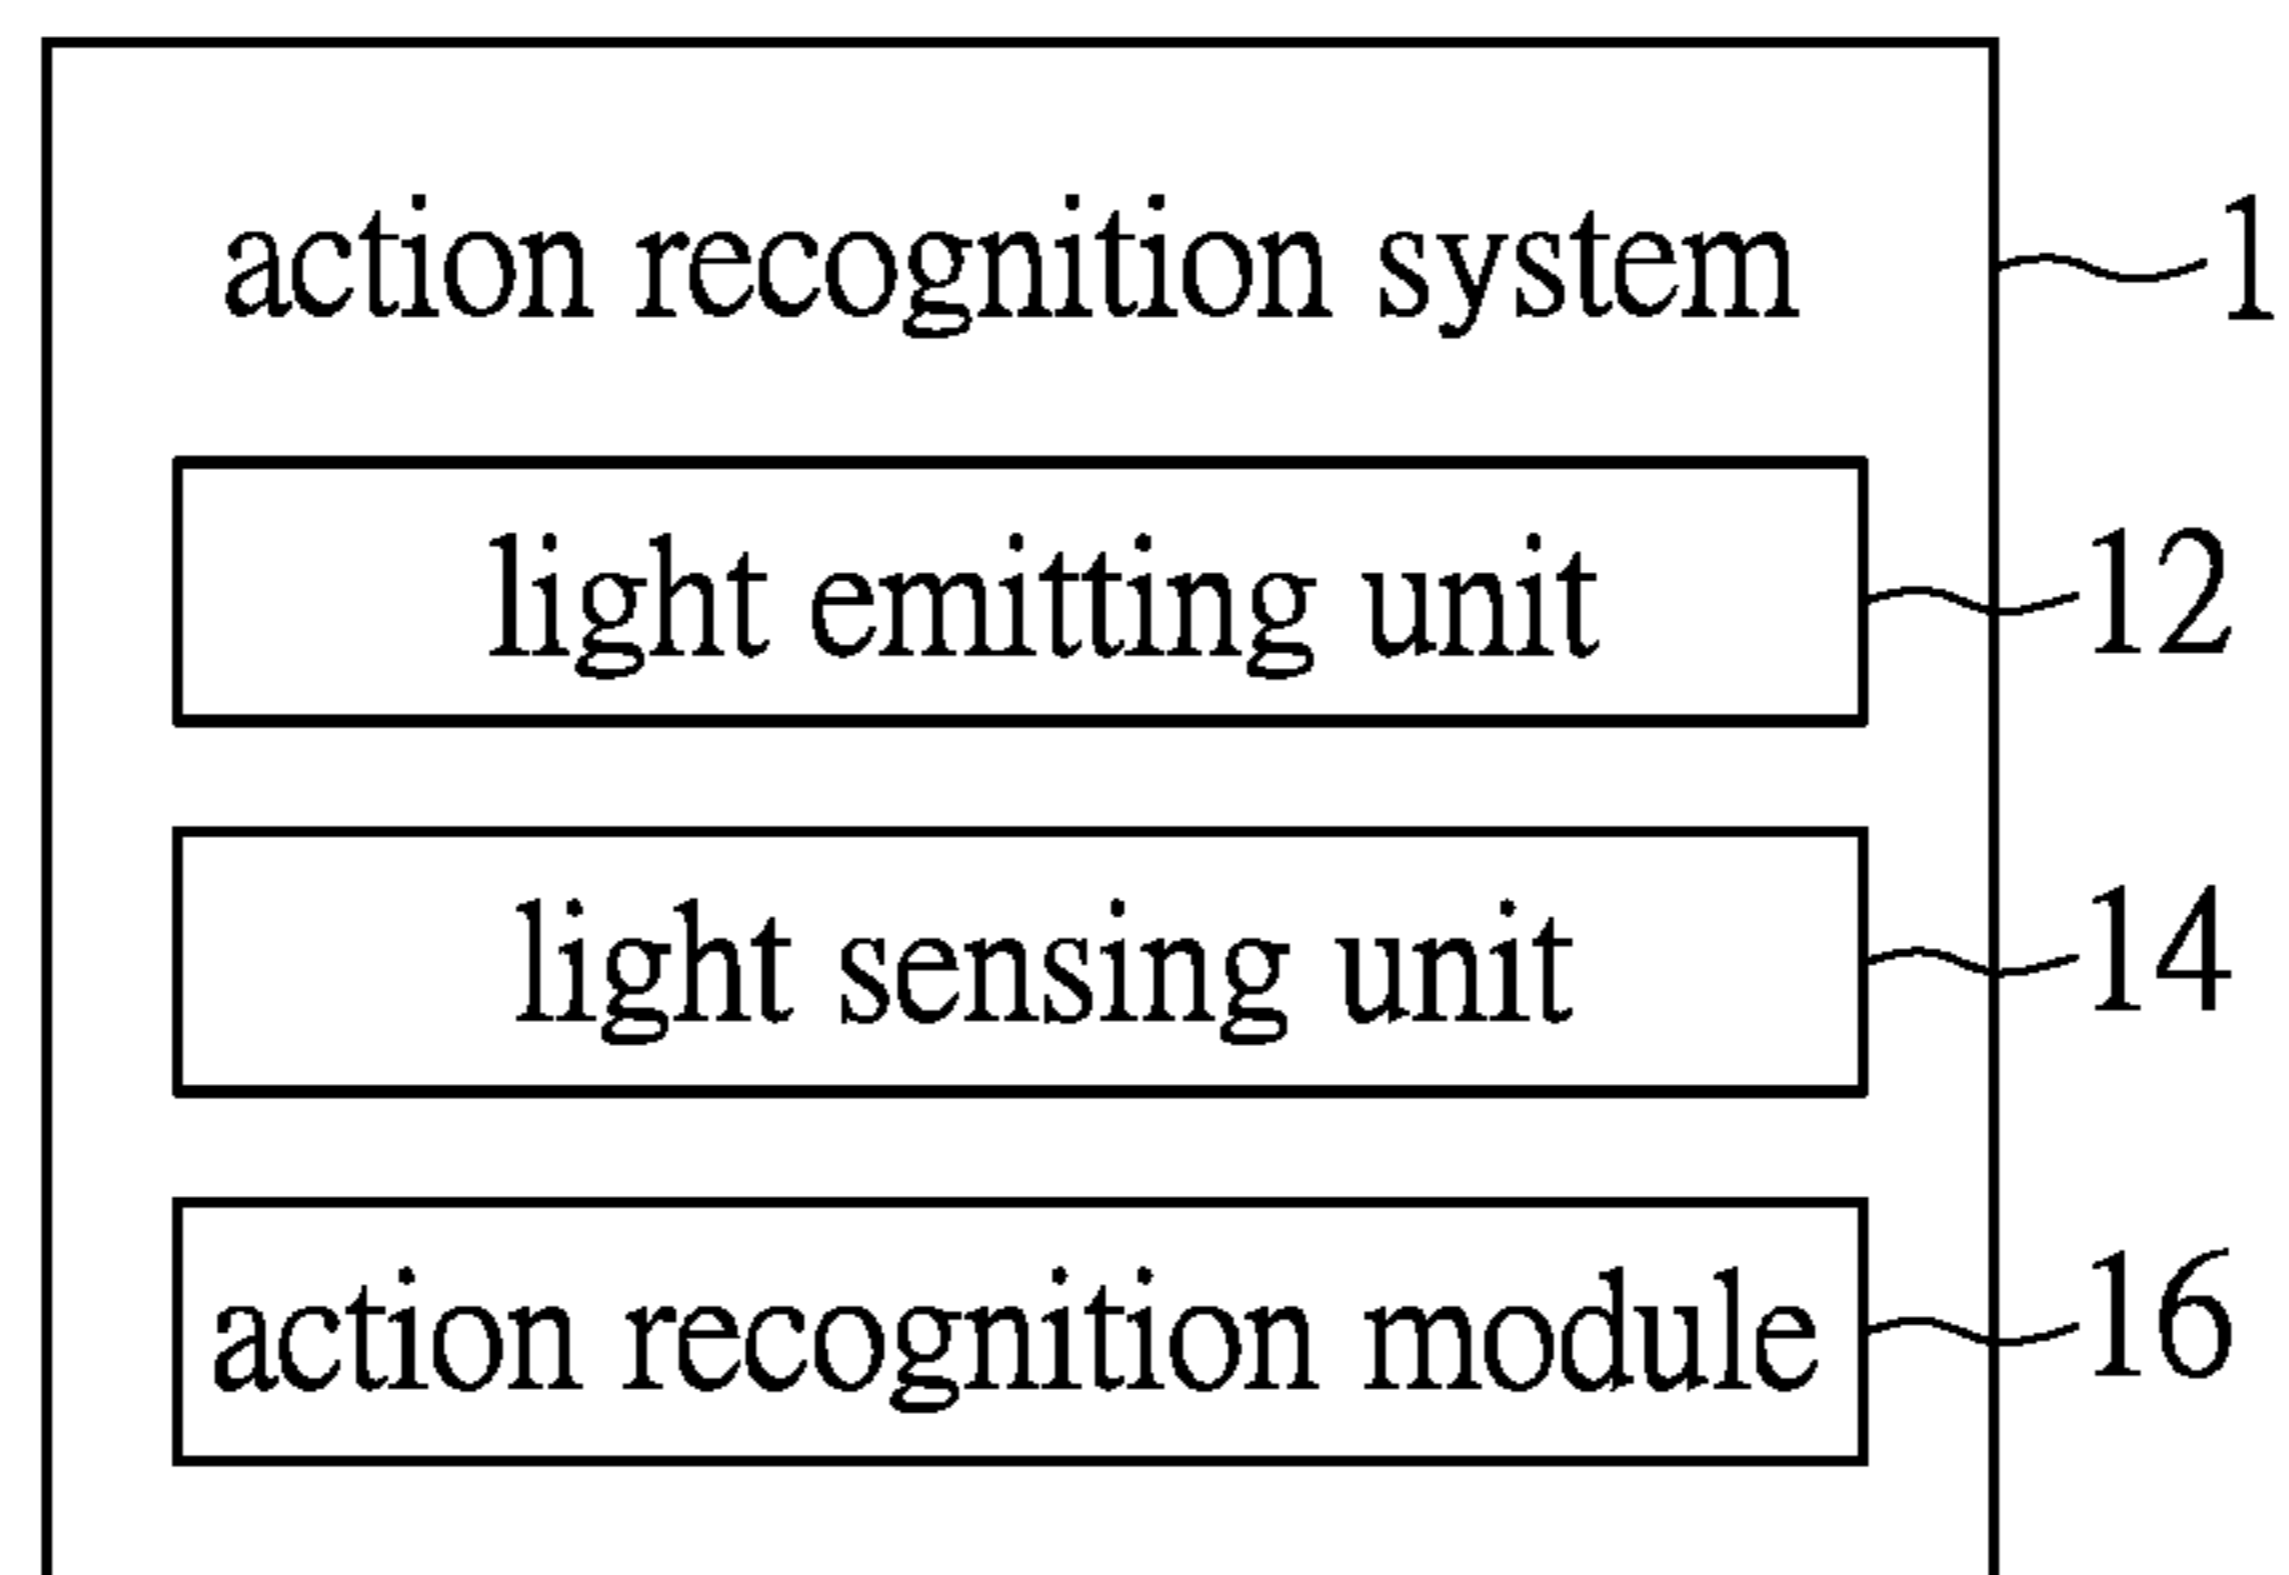 action recognition system 1
light emitting unit 12
light sensing unit 14
action recognition module 16